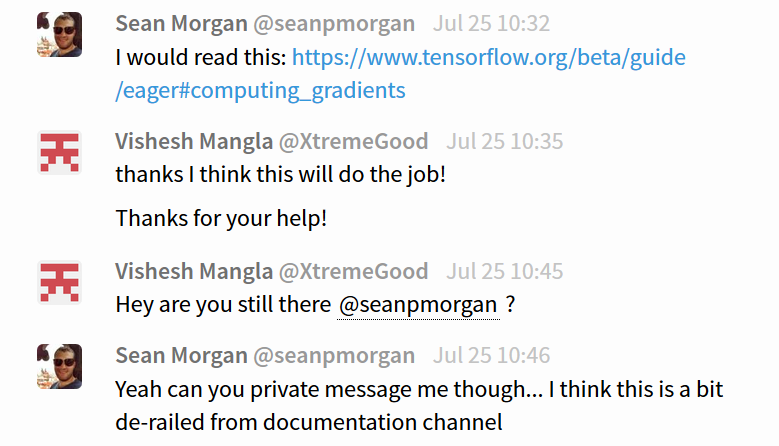 Sean Morgan @seanpmorgan Jul 25 10:32
I would read this: https://www.tensorflow.org/beta/guide
/eager#computing_gradients
Vishesh Mangla @XtremeGood Jul 25 10:35
thanks I think this will do the job!
Thanks for your help!
Vishesh Mangla @XtremeGood Jul 25 10:45
Hey are you still there @seanpmorgan ?
Sean Morgan @seanpmorgan Jul 25 10:46
Yeah can you private message me though... I think this is a bit
de-railed from documentation channel